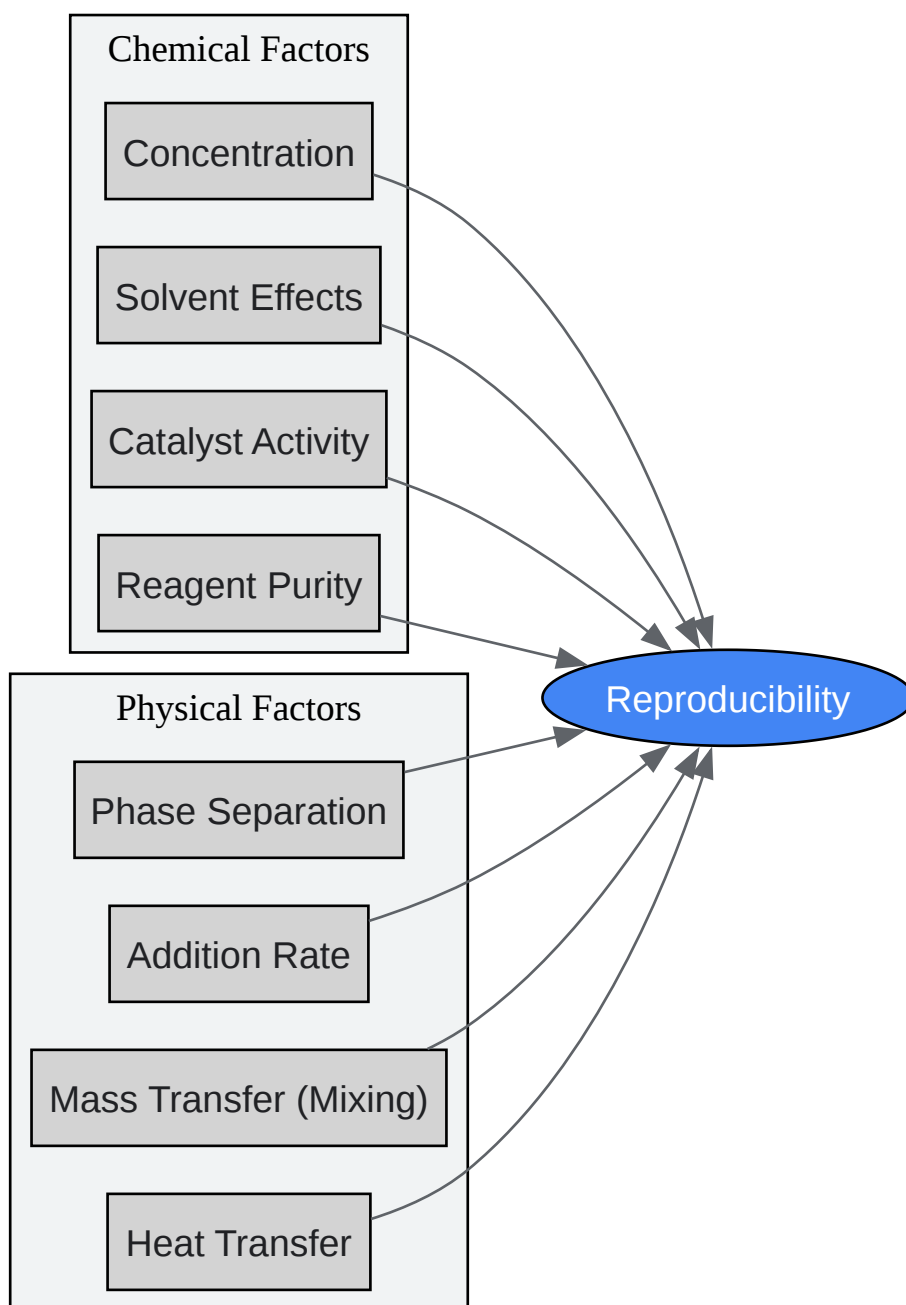 Chemical Factors
Concentration
Solvent Effects
Catalyst Activity
Reagent Purity
Reproducibility
Physical Factors
Phase Separation
Addition Rate
Mass Transfer (Mixing)
Heat Transfer